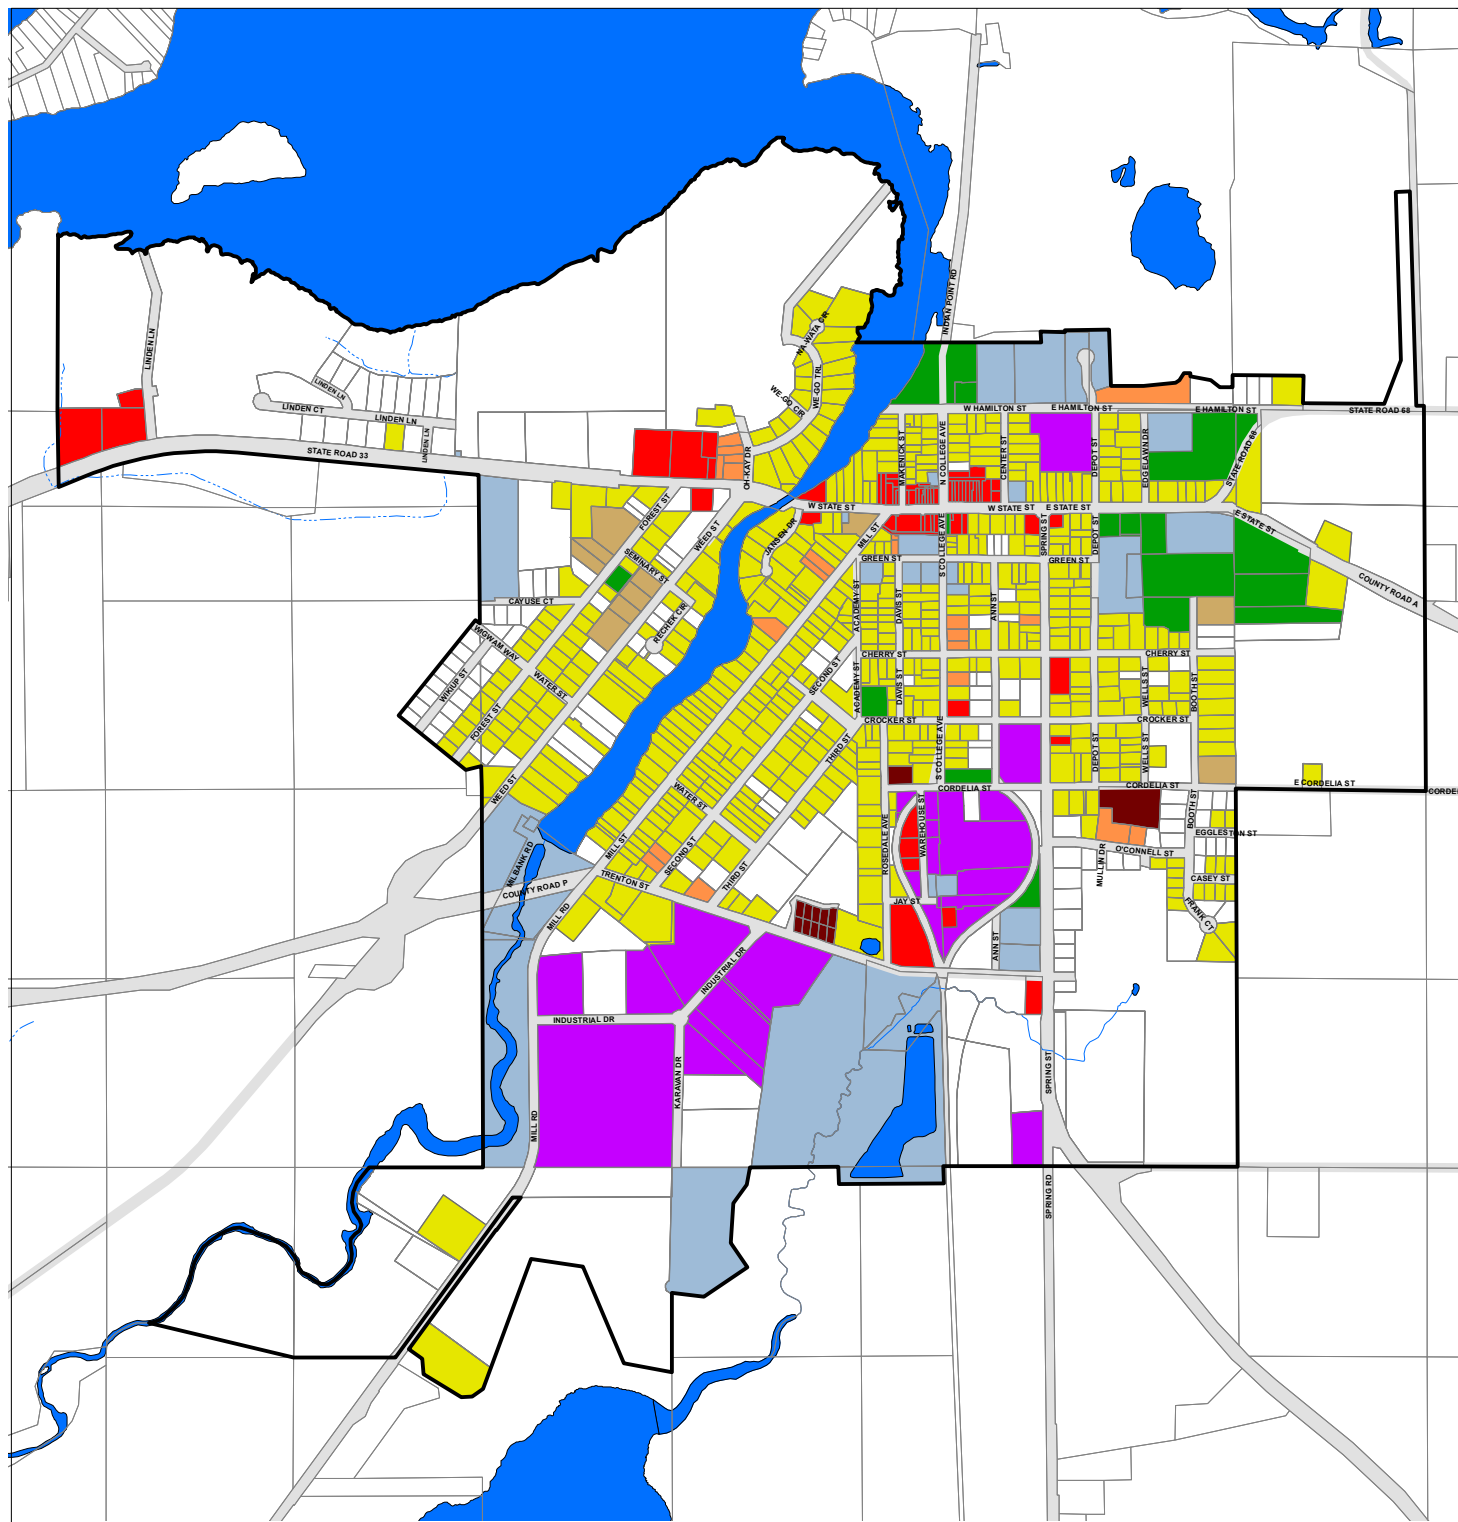 INDIAN POINT RD
NA-WATA CIR
LINDEN LN
WE-GO TRL
LINDEN LN
WE-GO CIR
LINDEN CT
LINDEN LN
W HAMILTON ST
E HAMILTON ST
E HAMILTON ST
STATE ROAD 68
LINDEN LN
STATE ROAD 33
OH-KAY DR
MAKENICK ST
N COLLEGE AVE
CENTER ST
DEPOT ST
EDGELAWN DR
STATE ROAD 68
FOREST ST
WEED ST
JANSEN DR
W STATE ST
MILL ST
W STATE ST
E STATE ST
E STATE ST
SPRING ST
DEPOT ST
S COLLEGE AVE
GREEN ST
GREEN ST
SEMINARY ST
COUNTY ROAD A
CAYUSE CT
RECHEK CIR
ACADEMY ST
DAVIS ST
ANN ST
WIGWAM WAY
CHERRY ST
CHERRY ST
WIKIUP ST
WATER ST
SECOND ST
ACADEMY ST
DAVIS ST
WELLS ST
BOOTH ST
FOREST ST
CROCKER ST
CROCKER ST
THIRD ST
S COLLEGE AVE
DEPOT ST
WELLS ST
WEED ST
WATER ST
CORDELIA ST
CORDELIA ST
E CORDELIA ST
CORDE
MILL ST
SECOND ST
THIRD ST
ROSEDALE AVE
WAREHOUSE ST
BOOTH ST
EGGLESTON ST
MULLIN DR
O'CONNELL ST
MILBANK RD
COUNTY ROAD P
TRENTON ST
CASEY ST
JAY ST
FRANK CT
MILL RD
INDUSTRIAL DR
ANN ST
INDUSTRIAL DR
KARAVAN DR
SPRING ST
MILL RD
SPRING RD